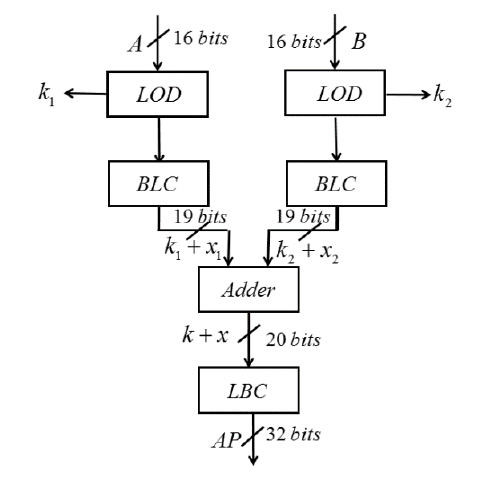 A 16 bits 16 bits B
k₁ LOD LOD k₂
BLC BLC
19 bits 19 bits
k₁ + x₁ k₂ + x₂
Adder
k + x 20 bits
LBC
AP 32 bits